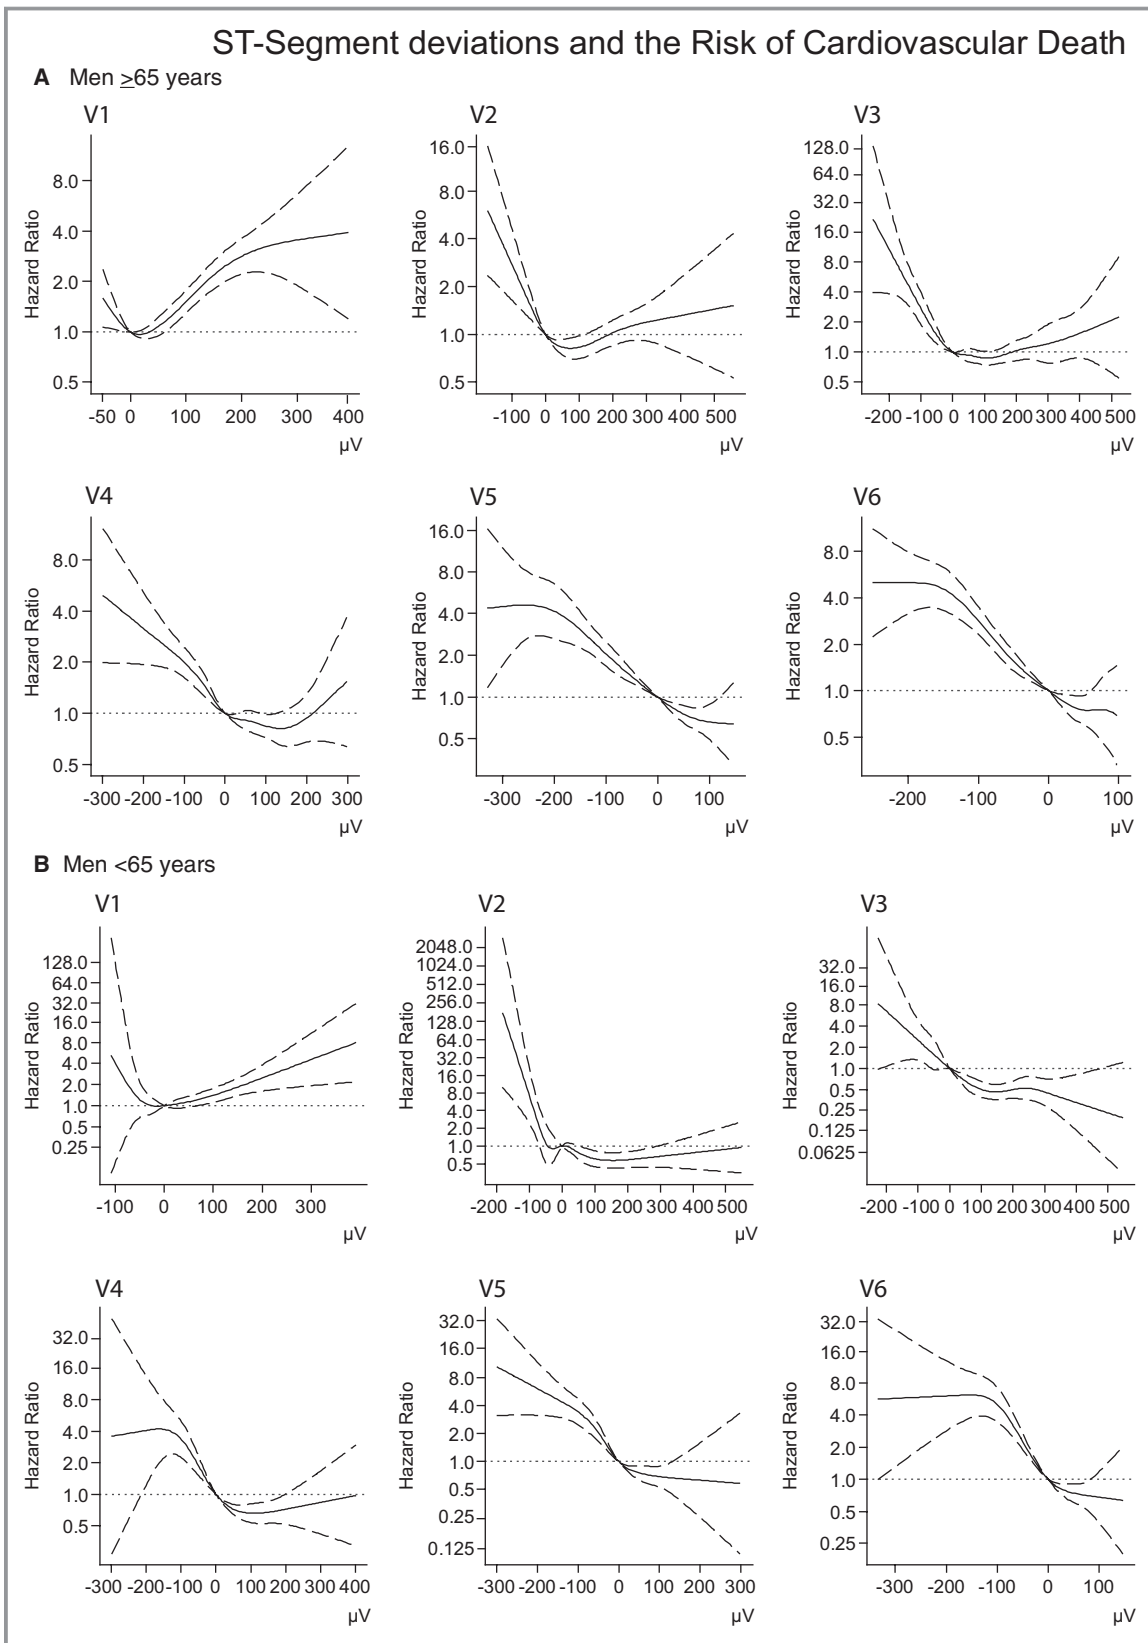 ST-Segment deviations and the Risk of Cardiovascular Death
A Men ≥65 years
V1
Hazard Ratio
8.0
4.0
2.0
1.0
0.5
-50 0 100 200 300 400
µV
V2
Hazard Ratio
16.0
8.0
4.0
2.0
1.0
0.5
-100 0 100 200 300 400 500
µV
V3
Hazard Ratio
128.0
64.0
32.0
16.0
8.0
4.0
2.0
1.0
0.5
-200 0 100 200 300 400 500
µV
V4
Hazard Ratio
8.0
4.0
2.0
1.0
0.5
-300 -200 -100 0 100 200 300
µV
V5
Hazard Ratio
16.0
8.0
4.0
2.0
1.0
0.5
-300 -200 -100 0 100
µV
V6
Hazard Ratio
8.0
4.0
2.0
1.0
0.5
-200 -100 0 100
µV
B Men <65 years
V1
Hazard Ratio
128.0
64.0
32.0
16.0
8.0
4.0
2.0
1.0
0.5
0.25
-100 0 100 200 300
µV
V2
Hazard Ratio
2048.0
1024.0
512.0
256.0
128.0
64.0
32.0
16.0
8.0
4.0
2.0
1.0
0.5
-200 -100 0 100 200 300 400 500
µV
V3
Hazard Ratio
32.0
16.0
8.0
4.0
2.0
1.0
0.5
0.25
0.125
0.0625
-200 -100 0 100 200 300 400 500
µV
V4
Hazard Ratio
32.0
16.0
8.0
4.0
2.0
1.0
0.5
-300 -200 -100 0 100 200 300 400
µV
V5
Hazard Ratio
32.0
16.0
8.0
4.0
2.0
1.0
0.5
0.25
0.125
-300 -200 -100 0 100 200 300
µV
V6
Hazard Ratio
32.0
16.0
8.0
4.0
2.0
1.0
0.5
0.25
-300 -200 -100 0 100
µV